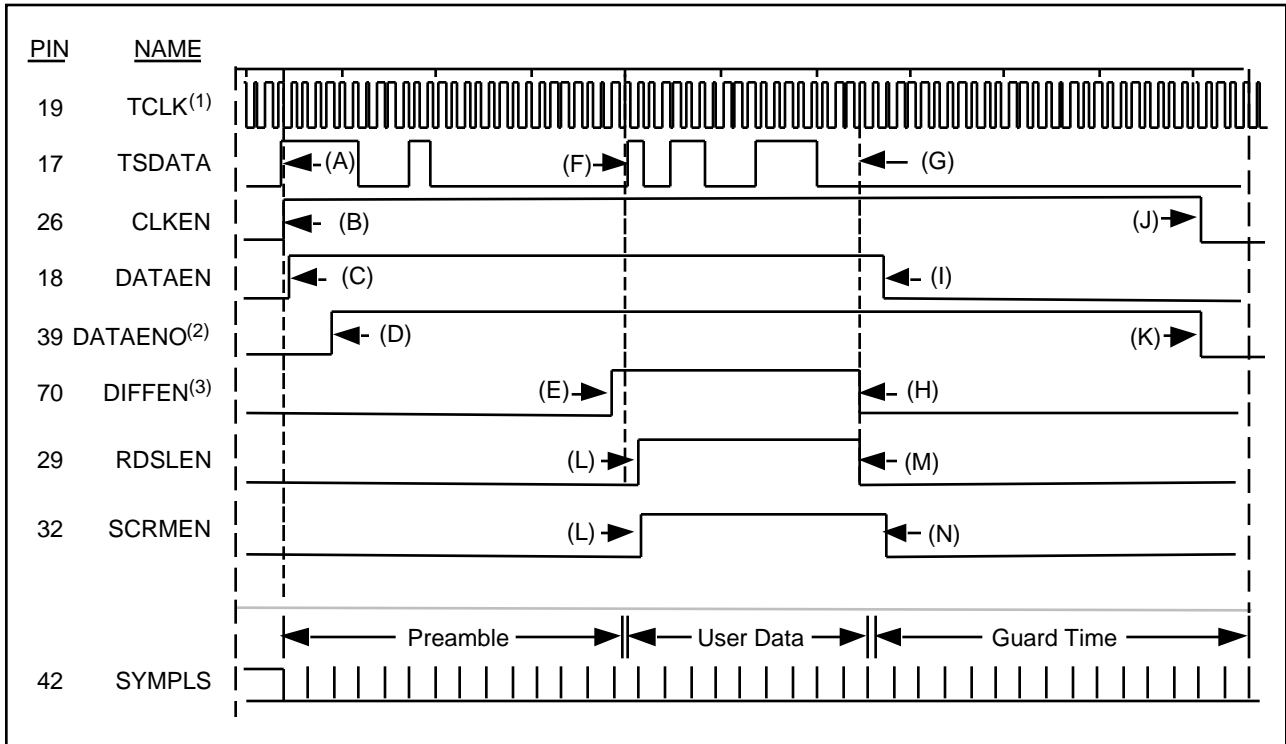 PIN NAME
19 TCLK(1)
17 TSDATA (A) (F) (G)
26 CLKEN (B) (J)
18 DATAEN (C) (I)
39 DATAENO(2) (D) (K)
70 DIFFEN(3) (E) (H)
29 RDSLEN (L) (M)
32 SCRMEN (L) (N)
Preamble User Data Guard Time
42 SYMPLS